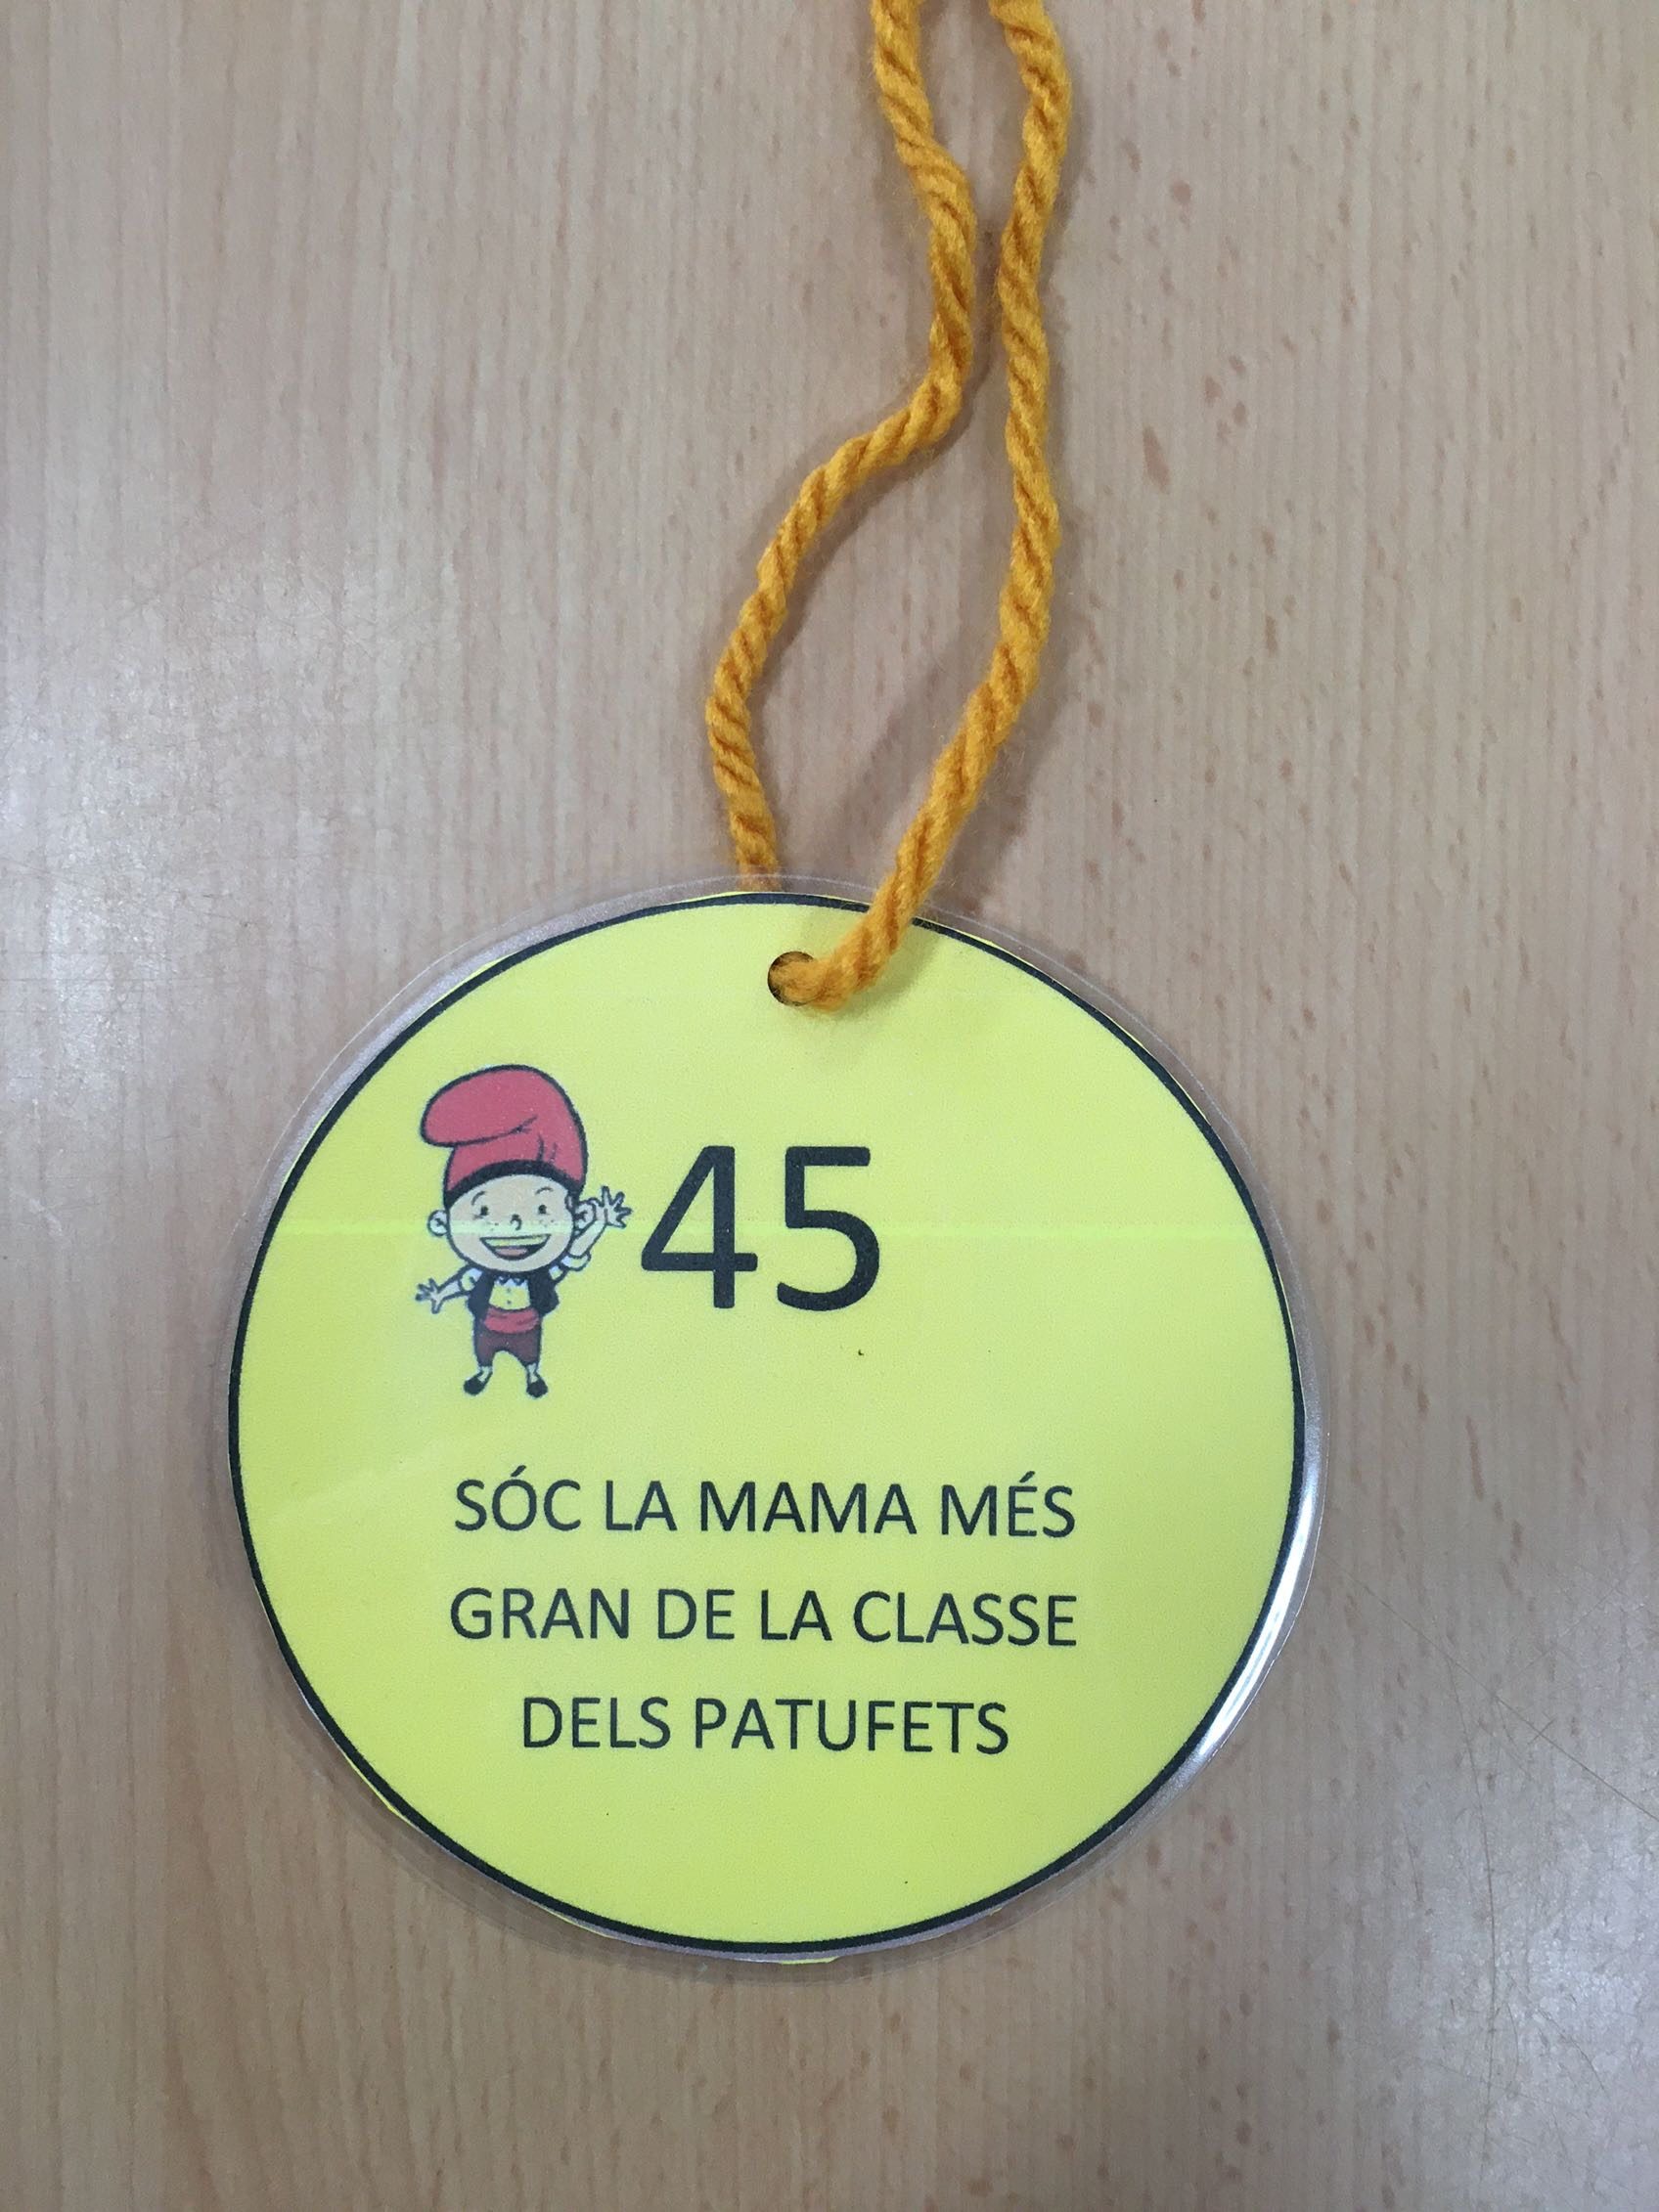 45
SÓC LA MAMA MÉS
GRAN DE LA CLASSE
DELS PATUFETS